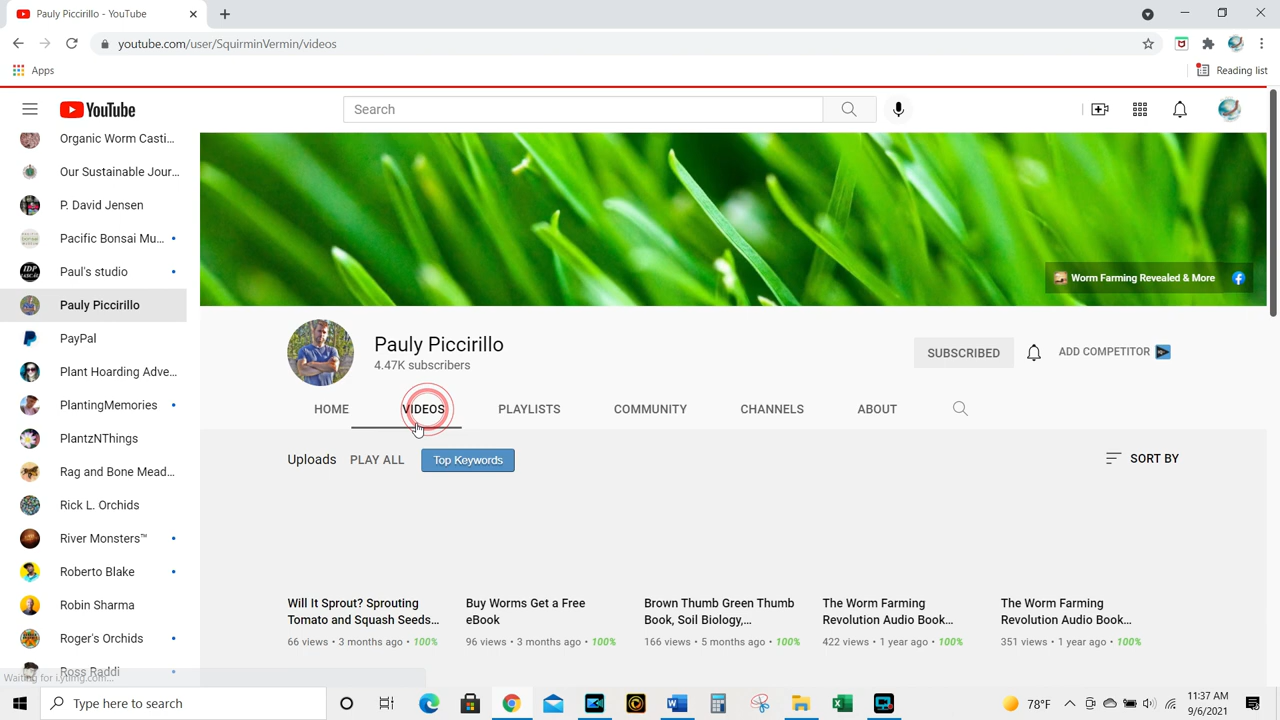 Pauly Piccirillo - YouTube
youtube.com/user/SquirminVermin/videos
Apps
Reading list
YouTube
Search
Organic Worm Casti...
Our Sustainable Jour...
P. David Jensen
Pacific Bonsai Mu...
Paul's studio
Pauly Piccirillo
PayPal
Plant Hoarding Adve...
PlantingMemories
PlantzNThings
Rag and Bone Mead...
Rick L. Orchids
River Monsters™
Roberto Blake
Robin Sharma
Roger's Orchids
Ross Raddi
Waiting for i.ytimg.com...
Worm Farming Revealed & More
Pauly Piccirillo
4.47K subscribers
SUBSCRIBED
ADD COMPETITOR
HOME VIDEOS PLAYLISTS COMMUNITY CHANNELS ABOUT
Uploads PLAY ALL Top Keywords SORT BY
Will It Sprout? Sprouting
Tomato and Squash Seeds...
66 views • 3 months ago • 100%
Buy Worms Get a Free
eBook
96 views • 3 months ago • 100%
Brown Thumb Green Thumb
Book, Soil Biology,...
166 views • 5 months ago • 100%
The Worm Farming
Revolution Audio Book...
422 views • 1 year ago • 100%
The Worm Farming
Revolution Audio Book...
351 views • 1 year ago • 100%
Type here to search
78°F
11:37 AM
9/6/2021